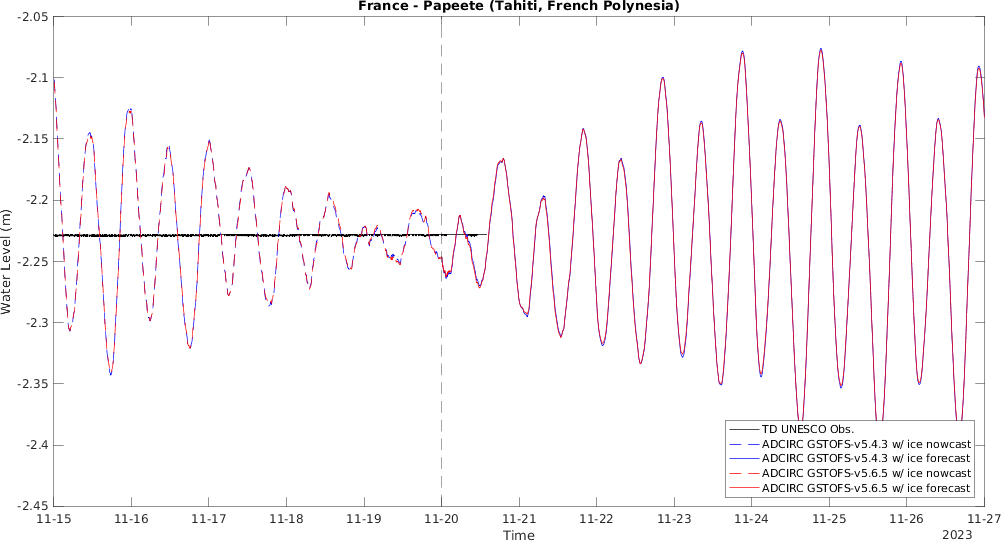 France - Papeete (Tahiti, French Polynesia)
-2.05
-2.1
-2.15
-2.2
-2.25
-2.3
-2.35
-2.4
-2.45
Water Level (m)
TD UNESCO Obs.
ADCIRC GSTOFS-v5.4.3 w/ ice nowcast
ADCIRC GSTOFS-v5.4.3 w/ ice forecast
ADCIRC GSTOFS-v5.6.5 w/ ice nowcast
ADCIRC GSTOFS-v5.6.5 w/ ice forecast
11-15 11-16 11-17 11-18 11-19 11-20 11-21 11-22 11-23 11-24 11-25 11-26 11-27
Time
2023